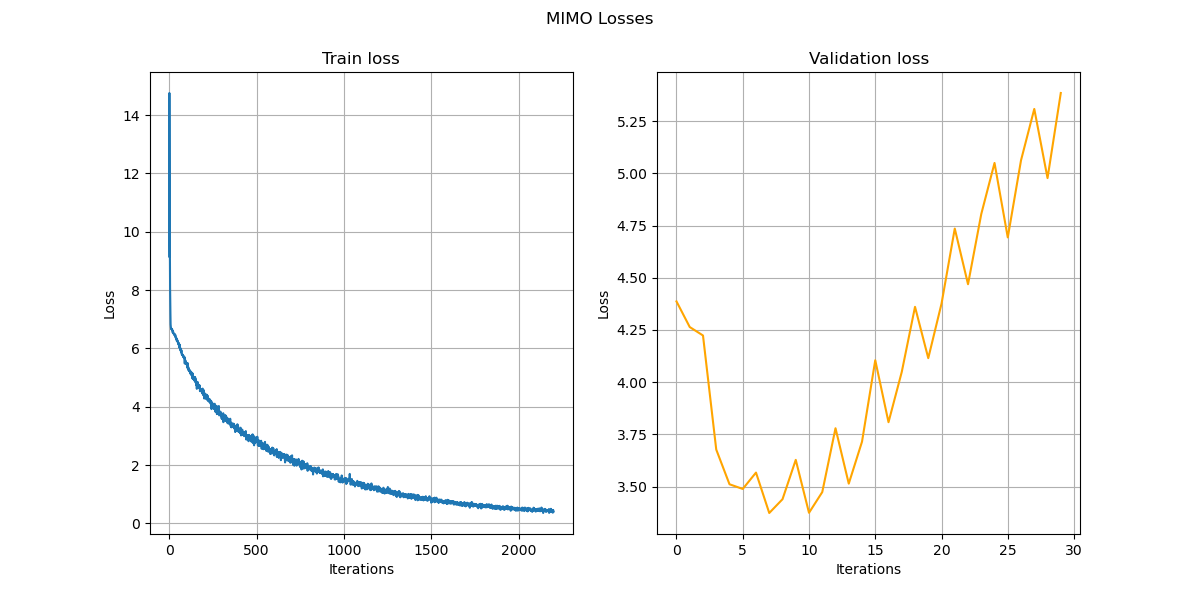 MIMO Losses
Train loss
14
12
10
8
6
4
2
0
Loss
0 500 1000 1500 2000
Iterations
Validation loss
5.25
5.00
4.75
4.50
4.25
4.00
3.75
3.50
Loss
0 5 10 15 20 25 30
Iterations